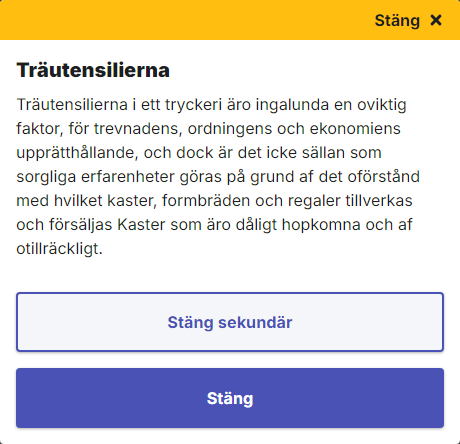 Stäng ×
Träutensilierna
Träutensilierna i ett tryckeri äro ingalunda en oviktig
faktor, för trevnadens, ordningens och ekonomiens
upprätthållande, och dock är det icke sällan som
sorgliga erfarenheter göras på grund af det oförstånd
med hvilket kaster, formbräden och regaler tillverkas
och försäljas Kaster som äro dåligt hopkomna och af
otillräckligt.
Stäng sekundär
Stäng